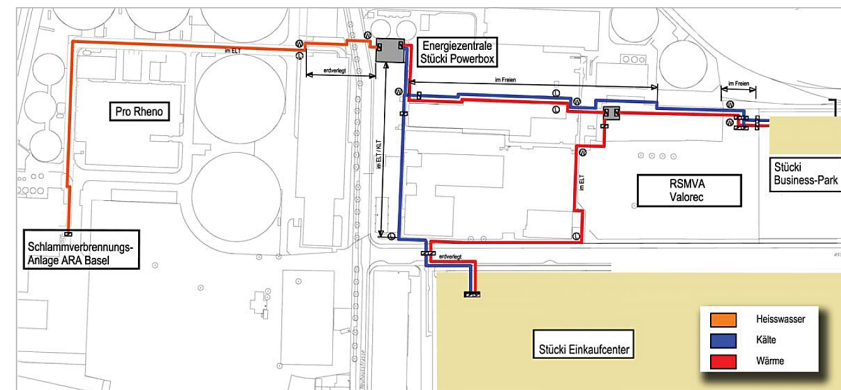 im ELT
Energiezentrale
Stücki Powerbox
erdverlegt
im Freien
im Freien
Pro Rheno
im ELT / KLT
im ELT
Stücki
Business-Park
RSMVA
Valorec
Schlammverbrennungs-
Anlage ARA Basel
erdverlegt
Stücki Einkaufcenter
Heisswasser
Kälte
Wärme